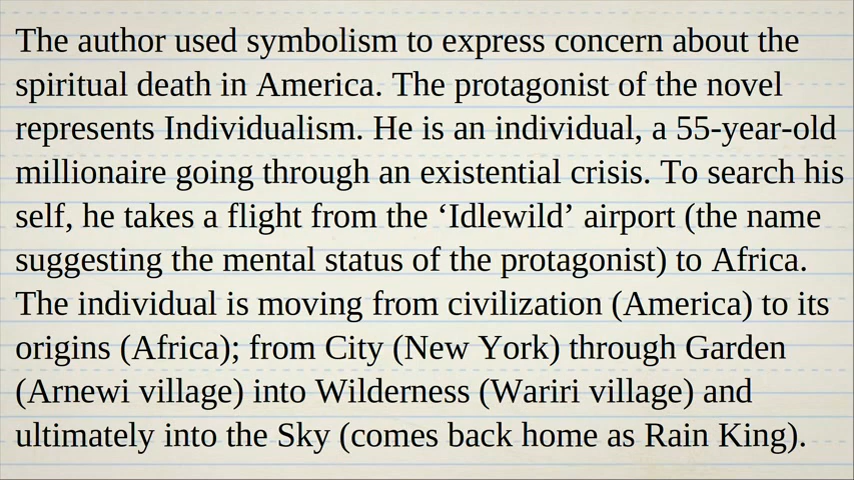 The author used symbolism to express concern about the
spiritual death in America. The protagonist of the novel
represents Individualism. He is an individual, a 55-year-old
millionaire going through an existential crisis. To search his
self, he takes a flight from the ‘Idlewild’ airport (the name
suggesting the mental status of the protagonist) to Africa.
The individual is moving from civilization (America) to its
origins (Africa); from City (New York) through Garden
(Arnewi village) into Wilderness (Wariri village) and
ultimately into the Sky (comes back home as Rain King).